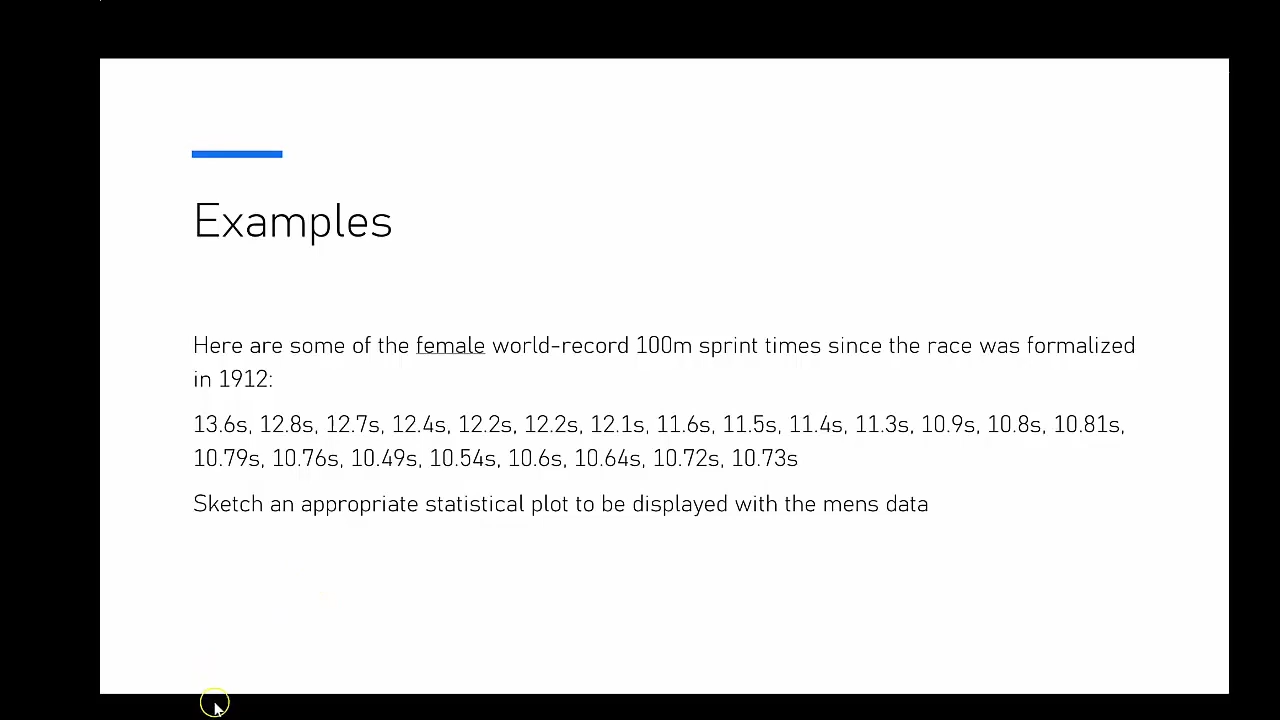 Examples
Here are some of the female world-record 100m sprint times since the race was formalized
in 1912:
13.6s, 12.8s, 12.7s, 12.4s, 12.2s, 12.2s, 12.1s, 11.6s, 11.5s, 11.4s, 11.3s, 10.9s, 10.8s, 10.81s,
10.79s, 10.76s, 10.49s, 10.54s, 10.6s, 10.64s, 10.72s, 10.73s
Sketch an appropriate statistical plot to be displayed with the mens data